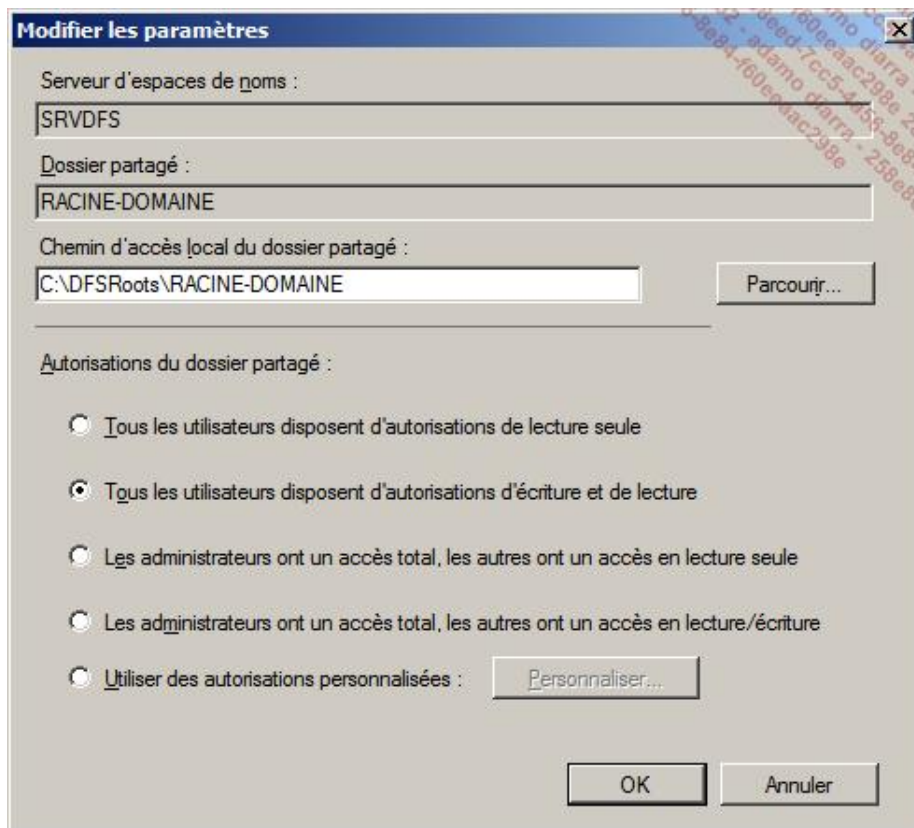 Modifier les paramètres
Serveur d'espaces de noms :
SRVDFS
Dossier partagé :
RACINE-DOMAINE
Chemin d'accès local du dossier partagé :
C:\DFSRoots\RACINE-DOMAINE
Parcourir...
Autorisations du dossier partagé :
Tous les utilisateurs disposent d'autorisations de lecture seule
Tous les utilisateurs disposent d'autorisations d'écriture et de lecture
Les administrateurs ont un accès total, les autres ont un accès en lecture seule
Les administrateurs ont un accès total, les autres ont un accès en lecture/écriture
Utiliser des autorisations personnalisées :
Personnaliser...
OK
Annuler
adamo diarra